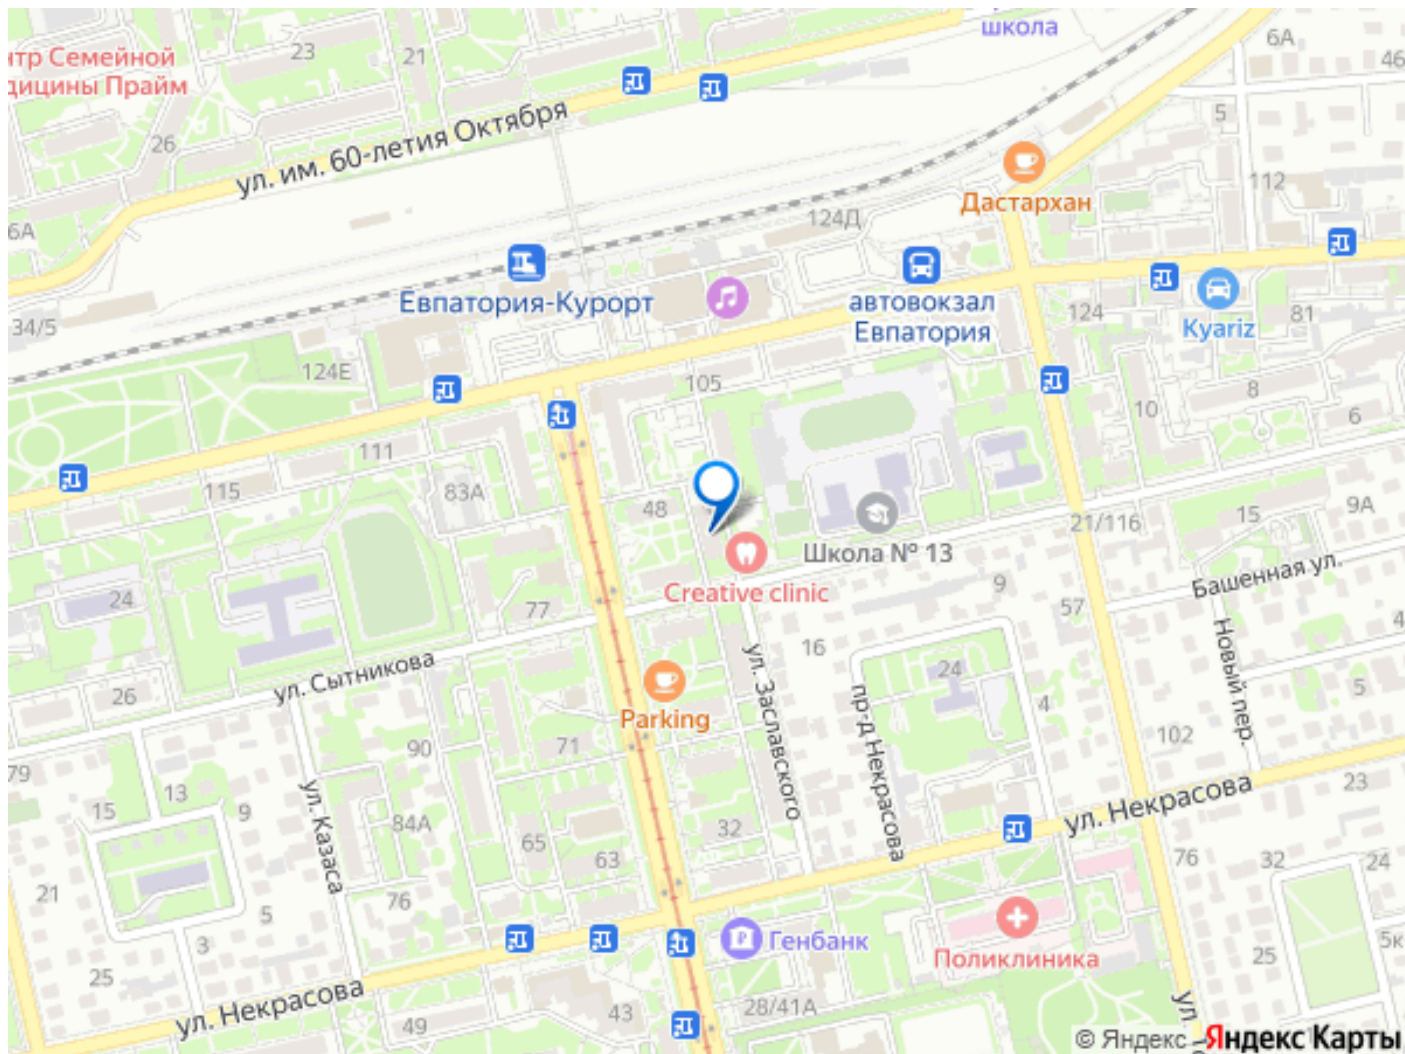 школа
6А
46
нтр Семейной
дицины Прайм
23
21
5
26
ул. им. 60-летия Октября
112
Дастархан
124Д
6А
Евпатория-Курорт
автовокзал
Евпатория
34/5
124
Kyariz
81
124Е
105
8
10
6
111
115
83А
48
9А
15
21/116
Школа № 13
Creative clinic
24
77
9
57
Башенная ул.
4
16
ул. Сытникова
26
24
Новый пер.
5
4
Parking
ул. Заславского
пр-д Некрасова
90
71
102
79
15
13
9
ул. Казаса
84А
65
63
32
ул. Некрасова
23
76
32
24
21
76
5
3
25
Генбанк
Поликлиника
5к
25
ул. Некрасова
49
43
28/41А
ул
© Яндекс
Яндекс Карты